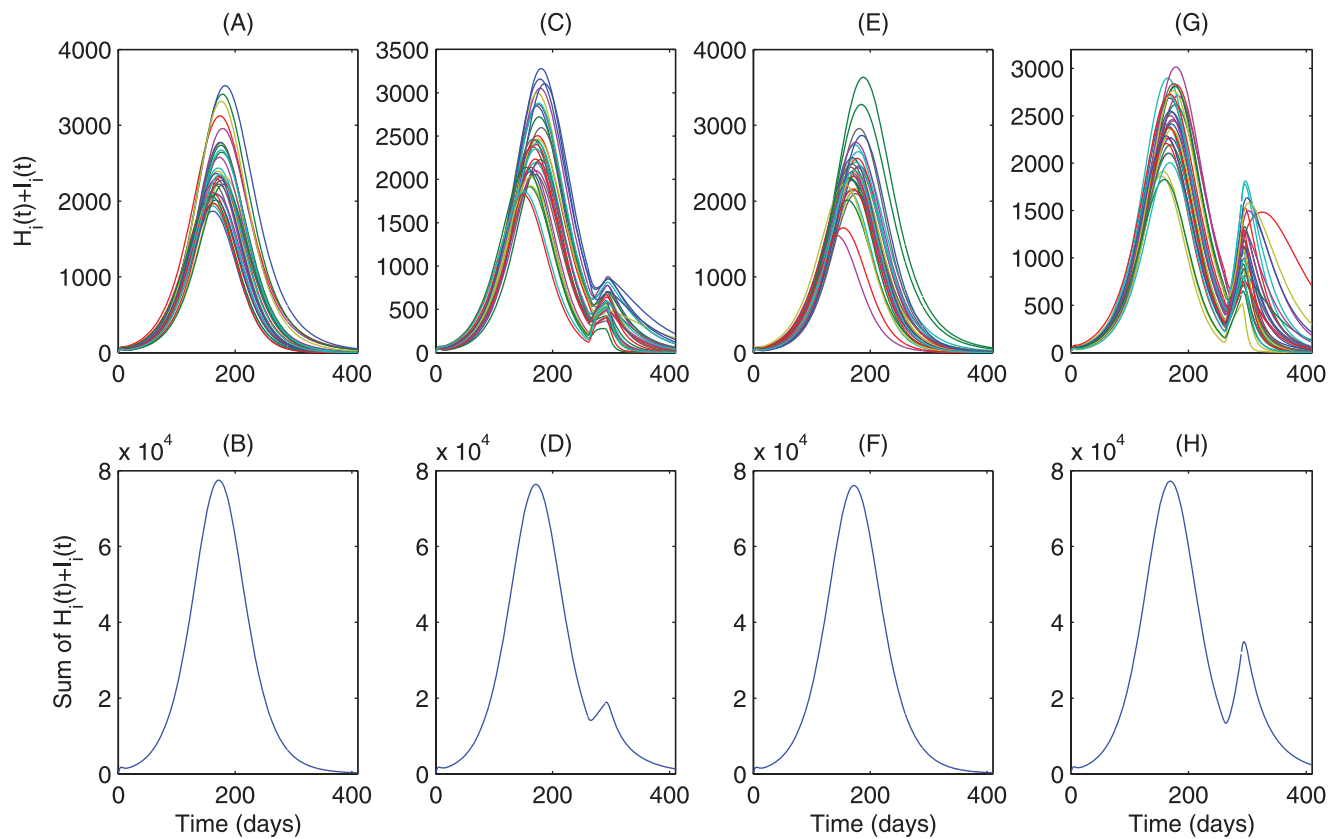 (A) (C) (E) (G)
4000 3500 4000 3000
3000 3000 3000 2500
2500 2000
2000 2000 2000 1500
1500 1000
1000 1000 1000 500
500
0 0 0 0
H_i(t)+I_i(t)
0 200 400 0 200 400 0 200 400 0 200 400
x 10^4 (B) x 10^4 (D) x 10^4 (F) x 10^4 (H)
8 8 8 8
6 6 6 6
4 4 4 4
2 2 2 2
0 0 0 0
Sum of H_i(t)+I_i(t)
0 200 400 0 200 400 0 200 400 0 200 400
Time (days) Time (days) Time (days) Time (days)